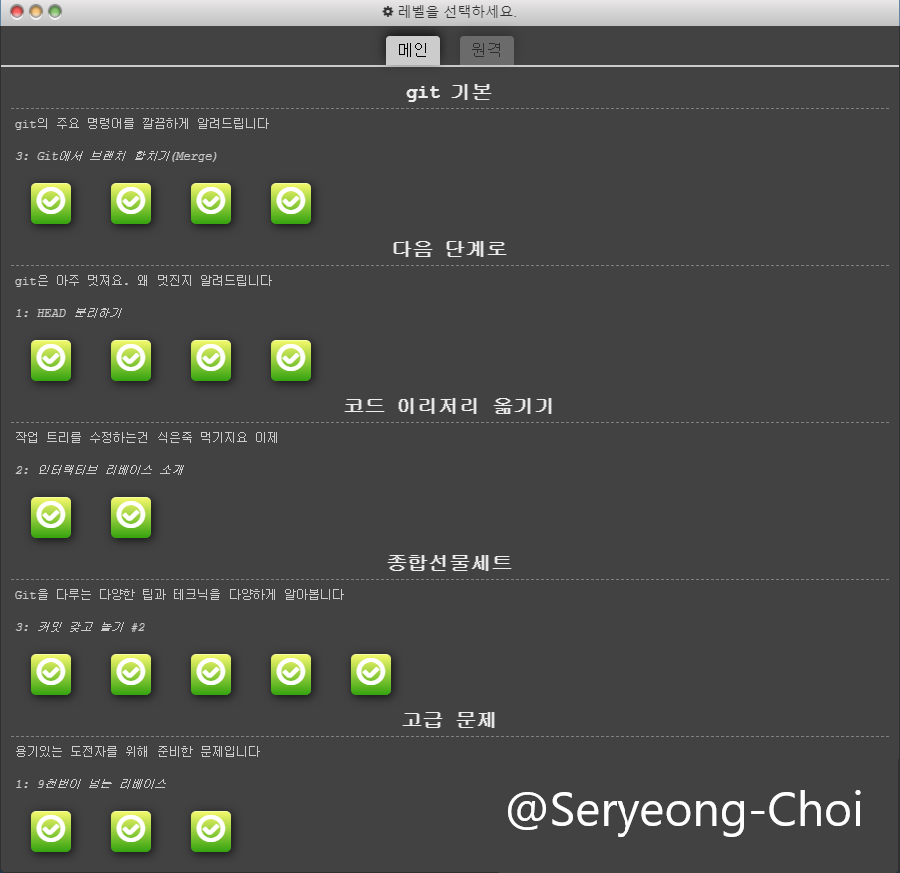 레벨을 선택하세요.
메인 원격
git 기본
git의 주요 명령어를 깔끔하게 알려드립니다
3: Git에서 브랜치 합치기(Merge)
다음 단계로
git은 아주 멋져요. 왜 멋진지 알려드립니다
1: HEAD 분리하기
코드 이리저리 옮기기
작업 트리를 수정하는건 식은죽 먹기지요 이제
2: 인터랙티브 리베이스 소개
종합선물세트
Git을 다루는 다양한 팁과 테크닉을 다양하게 알아봅니다
3: 커밋 갖고 놀기 #2
고급 문제
용기있는 도전자를 위해 준비한 문제입니다
1: 9천번이 넘는 리베이스
@Seryeong-Choi